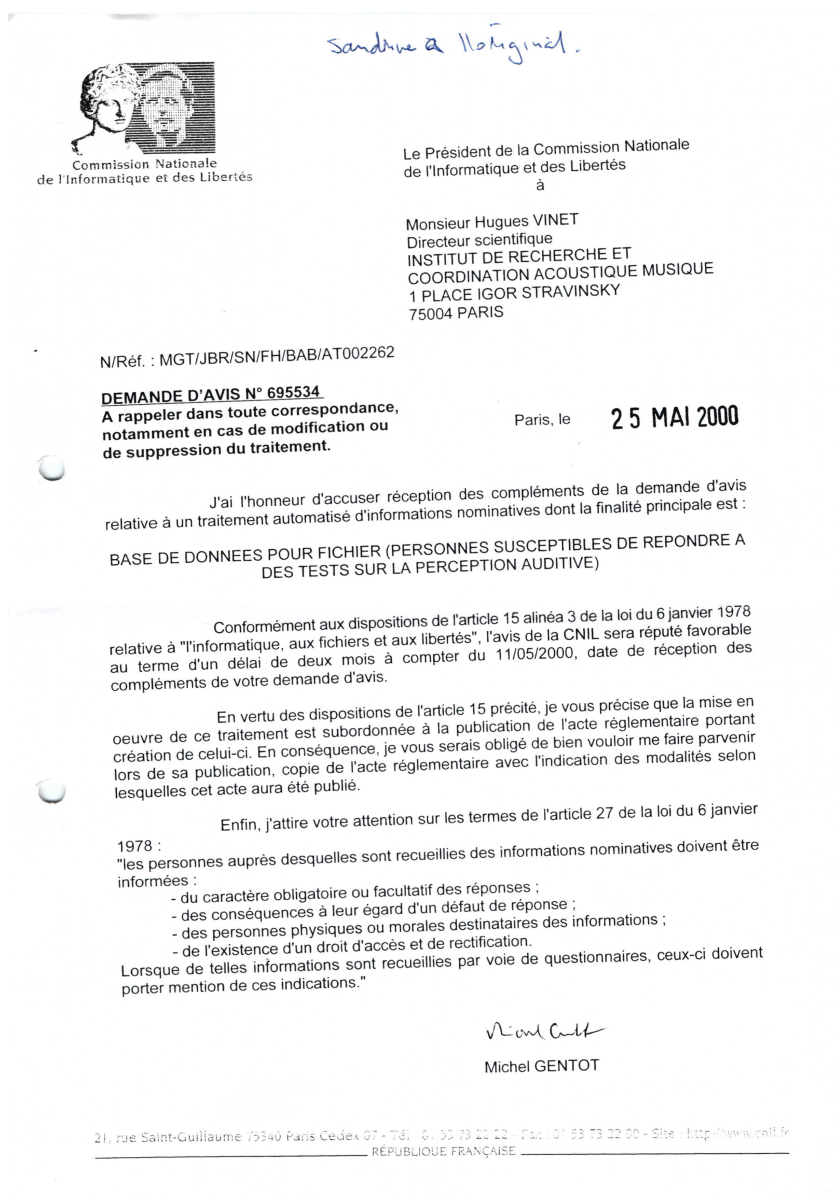 Sandrine a l'original.
Commission Nationale
de l'Informatique et des Libertés
Le Président de la Commission Nationale
de l'Informatique et des Libertés
à
Monsieur Hugues VINET
Directeur scientifique
INSTITUT DE RECHERCHE ET
COORDINATION ACOUSTIQUE MUSIQUE
1 PLACE IGOR STRAVINSKY
75004 PARIS
N/Réf. : MGT/JBR/SN/FH/BAB/AT002262
DEMANDE D'AVIS N° 695534
A rappeler dans toute correspondance,
notamment en cas de modification ou
de suppression du traitement.
Paris, le 25 MAI 2000
J'ai l'honneur d'accuser réception des compléments de la demande d'avis
relative à un traitement automatisé d'informations nominatives dont la finalité principale est :
BASE DE DONNEES POUR FICHIER (PERSONNES SUSCEPTIBLES DE REPONDRE A
DES TESTS SUR LA PERCEPTION AUDITIVE)
Conformément aux dispositions de l'article 15 alinéa 3 de la loi du 6 janvier 1978
relative à "l'informatique, aux fichiers et aux libertés", l'avis de la CNIL sera réputé favorable
au terme d'un délai de deux mois à compter du 11/05/2000, date de réception des
compléments de votre demande d'avis.
En vertu des dispositions de l'article 15 précité, je vous précise que la mise en
oeuvre de ce traitement est subordonnée à la publication de l'acte réglementaire portant
création de celui-ci. En conséquence, je vous serais obligé de bien vouloir me faire parvenir
lors de sa publication, copie de l'acte réglementaire avec l'indication des modalités selon
lesquelles cet acte aura été publié.
Enfin, j'attire votre attention sur les termes de l'article 27 de la loi du 6 janvier
1978 :
"les personnes auprès desquelles sont recueillies des informations nominatives doivent être
informées :
- du caractère obligatoire ou facultatif des réponses ;
- des conséquences à leur égard d'un défaut de réponse ;
- des personnes physiques ou morales destinataires des informations ;
- de l'existence d'un droit d'accès et de rectification.
Lorsque de telles informations sont recueillies par voie de questionnaires, ceux-ci doivent
porter mention de ces indications."
Michel GENTOT
21, rue Saint-Guillaume 75340 Paris Cedex 07 - Tél. : 01 53 73 22 22 - Fax : 01 53 73 22 00 - Site : http://www.cnil.fr
RÉPUBLIQUE FRANÇAISE